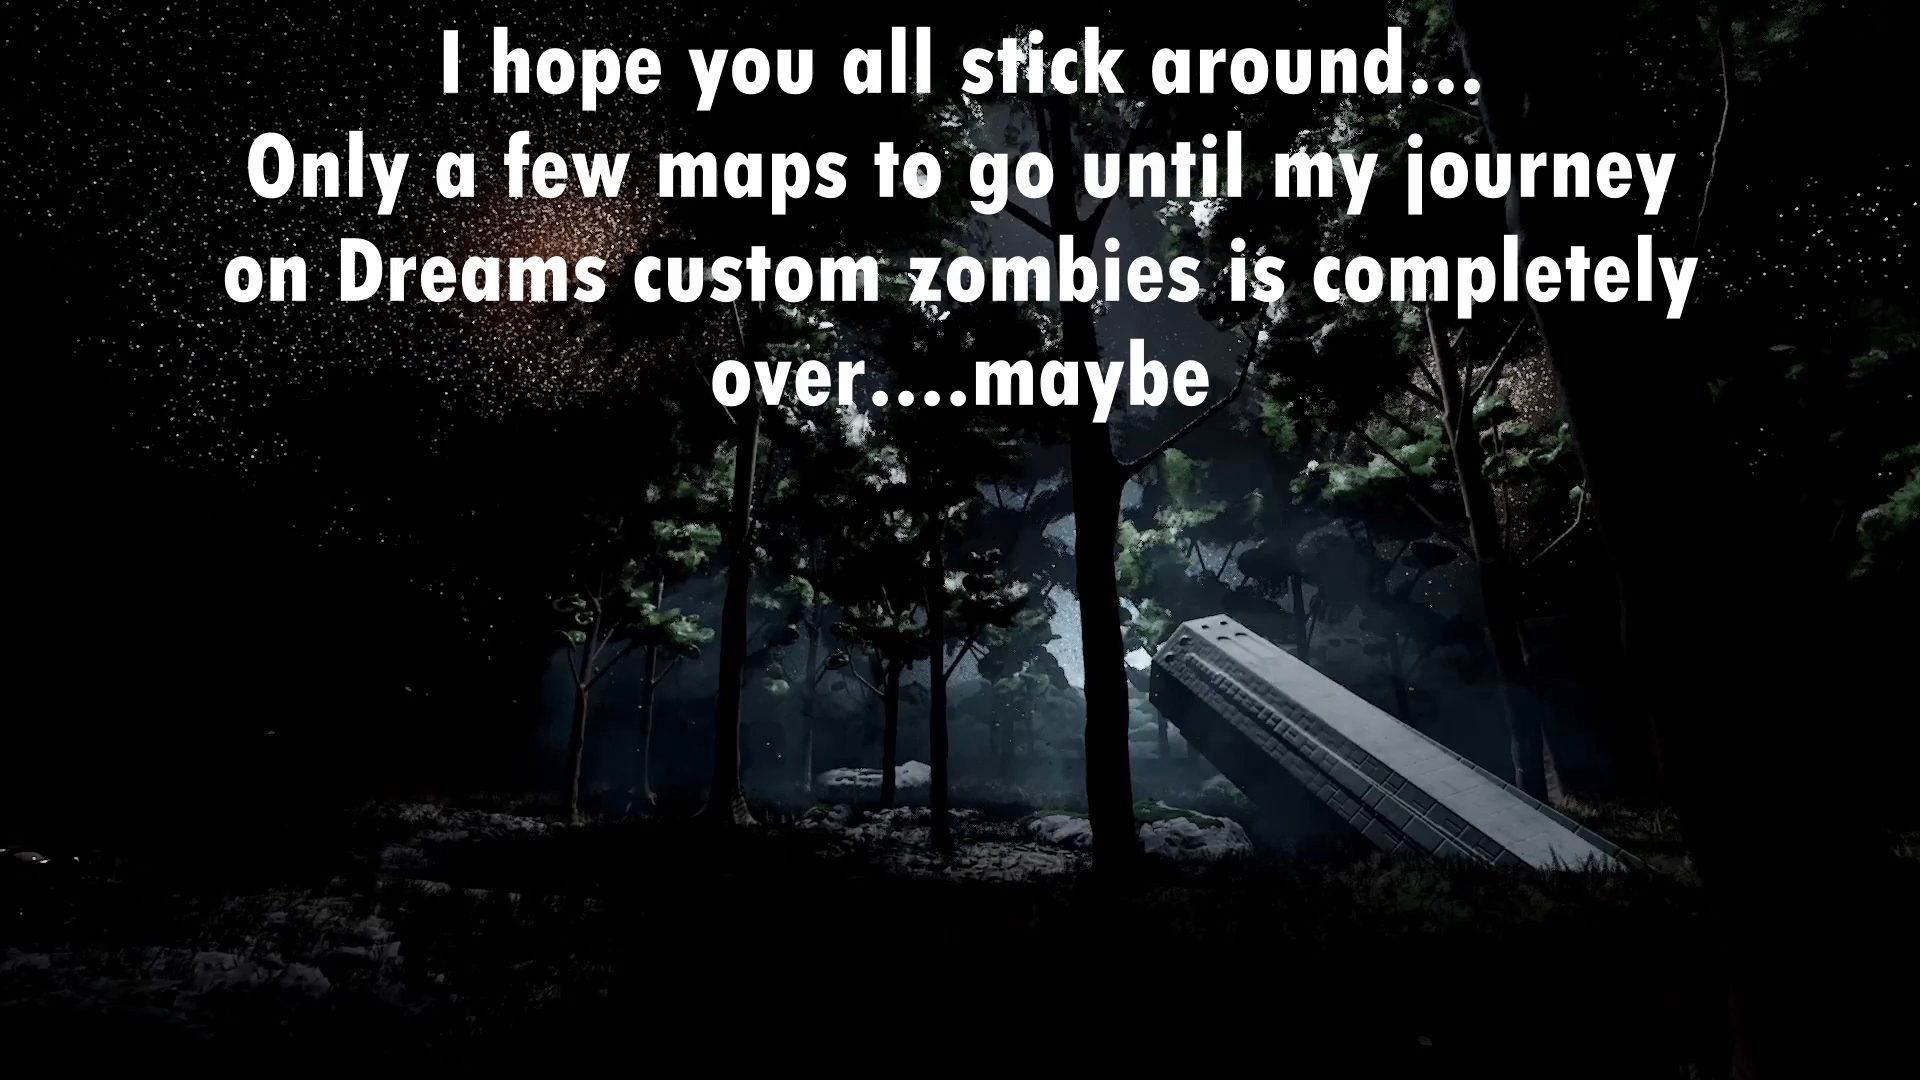 I hope you all stick around...
Only a few maps to go until my journey
on Dreams custom zombies is completely
over....maybe